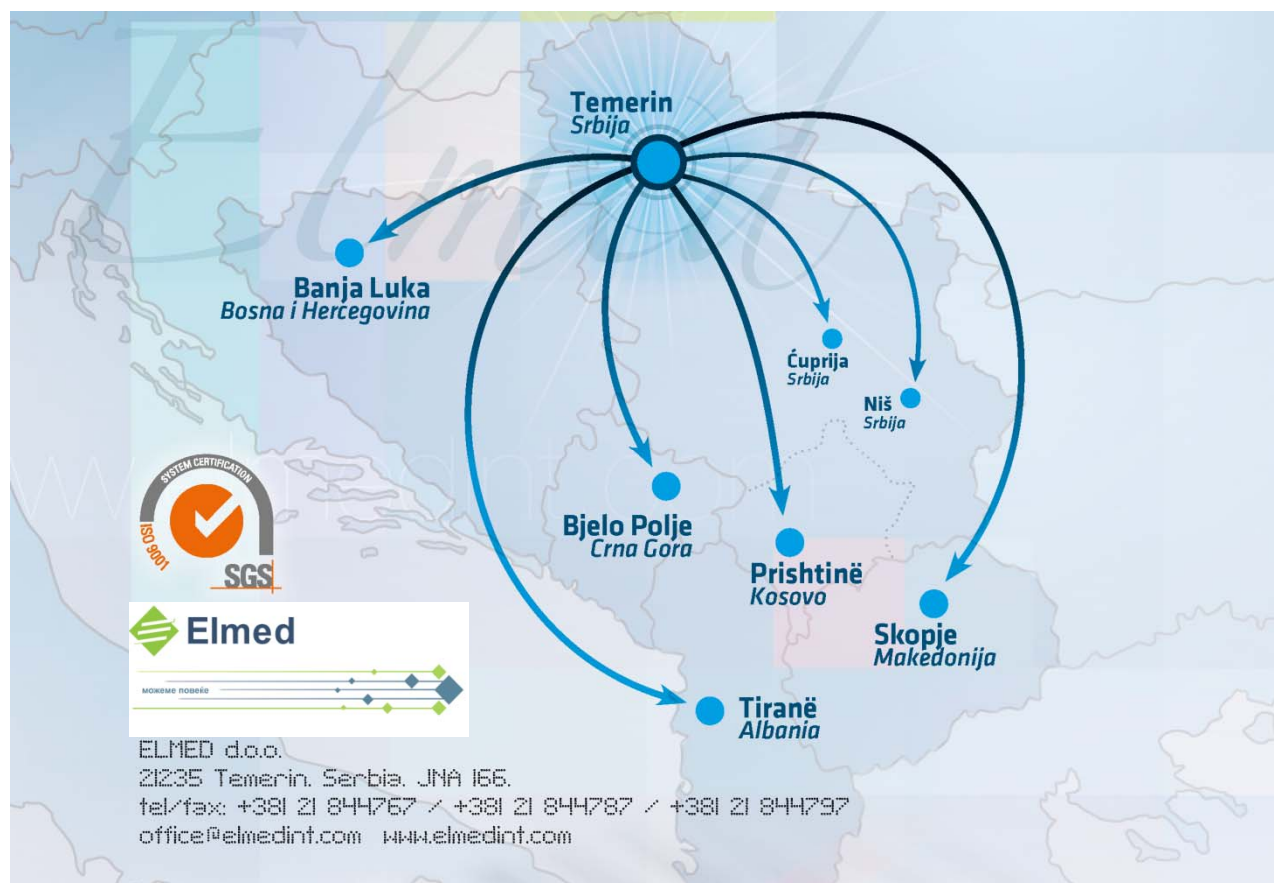 Elmed
Temerin
Srbija
Banja Luka
Bosna i Hercegovina
Ćuprija
Srbija
Niš
Srbija
Bjelo Polje
Crna Gora
Prishtinë
Kosovo
Skopje
Makedonija
Tiranë
Albania
SYSTEM CERTIFICATION
ISO 9001
SGS
Elmed
можеме повеќе
ELMED d.o.o.
21235 Temerin. Serbia. JNA 166.
tel/fax: +381 21 844767 / +381 21 844787 / +381 21 844797
office@elmedint.com www.elmedint.com